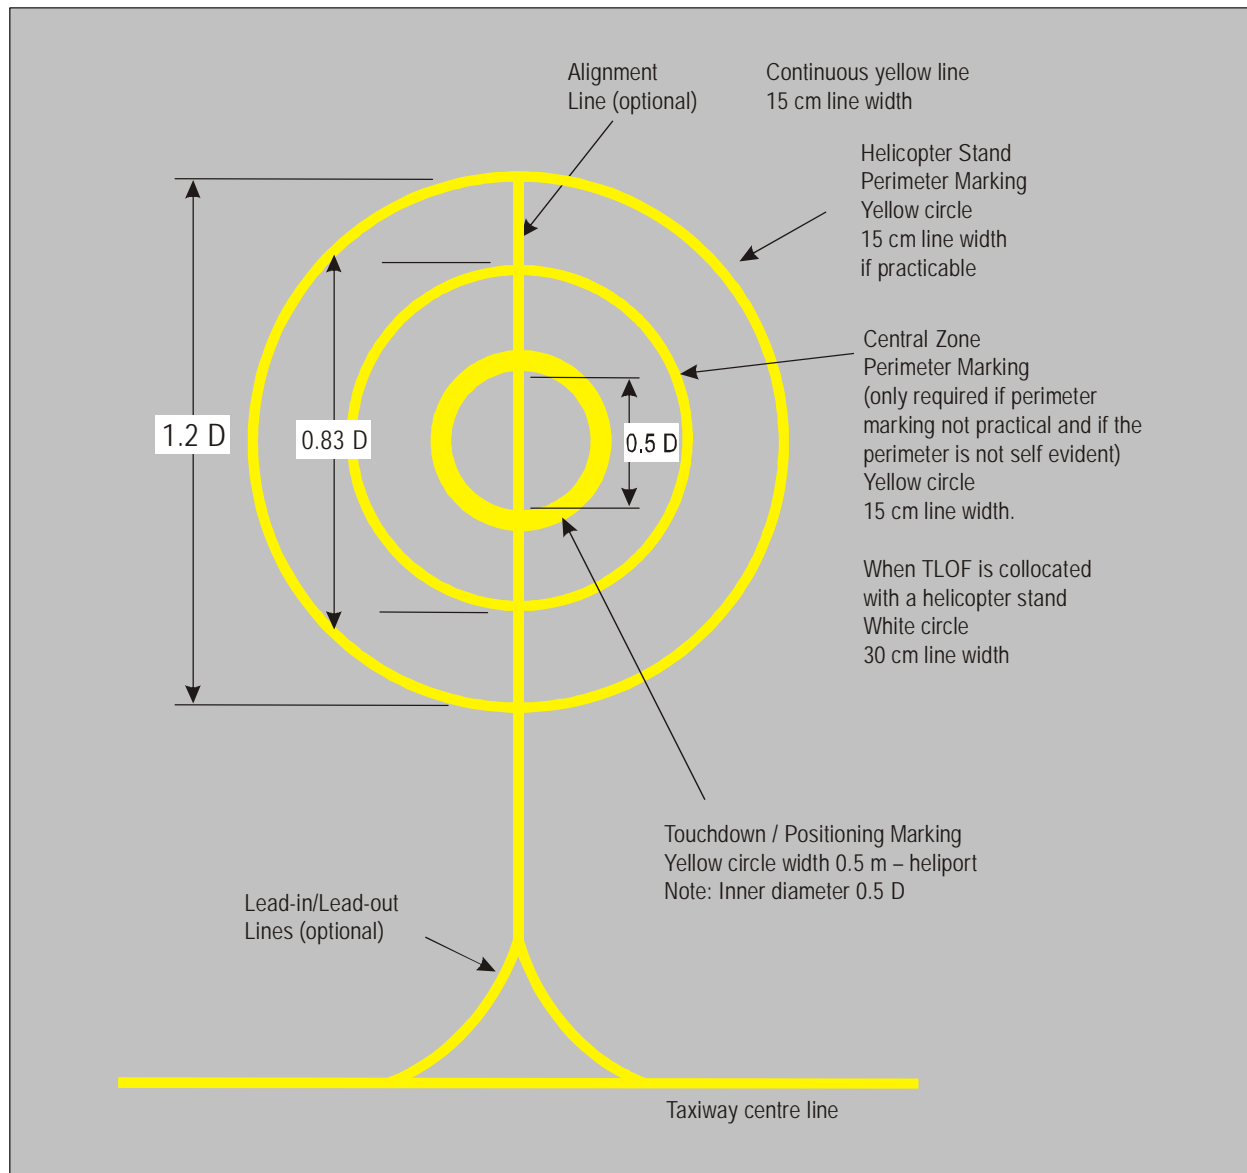 Alignment
Line (optional)
Continuous yellow line
15 cm line width
Helicopter Stand
Perimeter Marking
Yellow circle
15 cm line width
if practicable
Central Zone
Perimeter Marking
(only required if perimeter
marking not practical and if the
perimeter is not self evident)
Yellow circle
15 cm line width.
When TLOF is collocated
with a helicopter stand
White circle
30 cm line width
1.2 D
0.83 D
0.5 D
Touchdown / Positioning Marking
Yellow circle width 0.5 m – heliport
Note: Inner diameter 0.5 D
Lead-in/Lead-out
Lines (optional)
Taxiway centre line